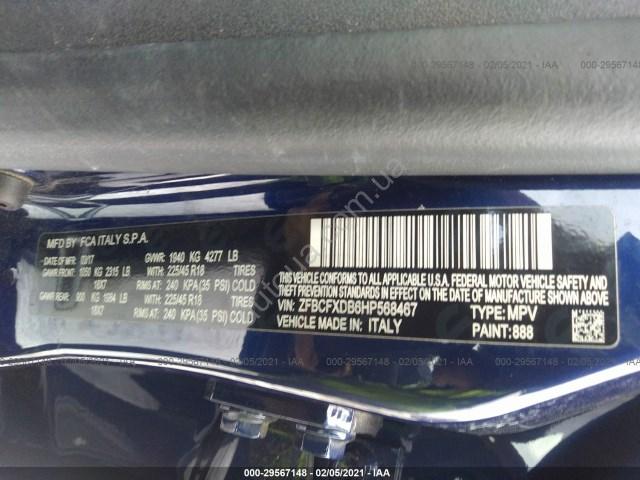 000-29567148 - 02/05/2021 - IAA
MFD BY FCA ITALY S.P.A.
DATE OF MFR 03/17 GVWR: 1940 KG 4277 LB
GAWR FRONT: 1050 KG 2315 LB WITH: 225/45 R18 TIRES
18X7 RIMS AT: 240 KPA(35 PSI) COLD
GAWR REAR: 900 KG 1984 LB WITH: 225/45 R18 TIRES
18X7 RIMS AT: 240 KPA(35 PSI) COLD
THIS VEHICLE CONFORMS TO ALL APPLICABLE U.S.A. FEDERAL MOTOR VEHICLE SAFETY AND
THEFT PREVENTION STANDARDS IN EFFECT ON THE DATE OF MANUFACTURE SHOWN ABOVE.
VIN: ZFBCFXDB6HP568467 TYPE: MPV
VEHICLE MADE IN: ITALY PAINT: 888
000-29567148 - 02/05/2021 - IAA